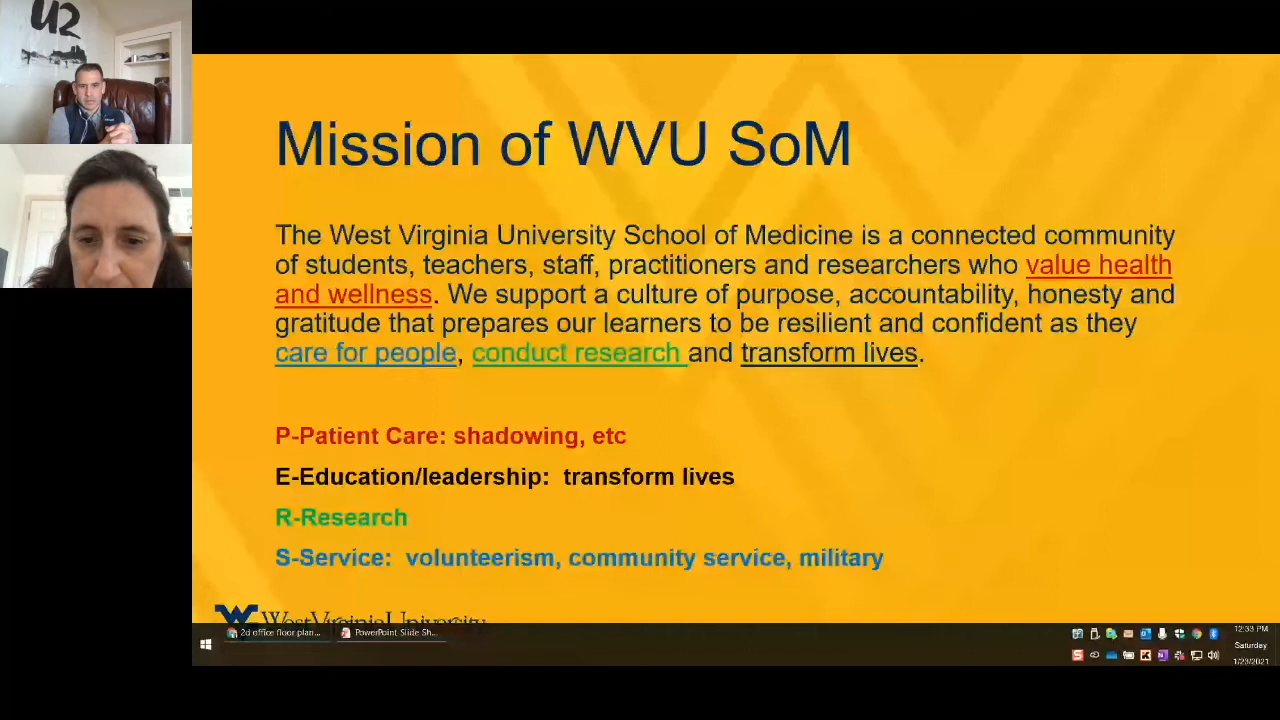 U2
Mission of WVU SoM
The West Virginia University School of Medicine is a connected community
of students, teachers, staff, practitioners and researchers who value health
and wellness. We support a culture of purpose, accountability, honesty and
gratitude that prepares our learners to be resilient and confident as they
care for people, conduct research and transform lives.
P-Patient Care: shadowing, etc
E-Education/leadership: transform lives
R-Research
S-Service: volunteerism, community service, military
WestVirginiaUniversity
2d office floor plan...
PowerPoint Slide Sh...
12:33 PM
Saturday
1/23/2021